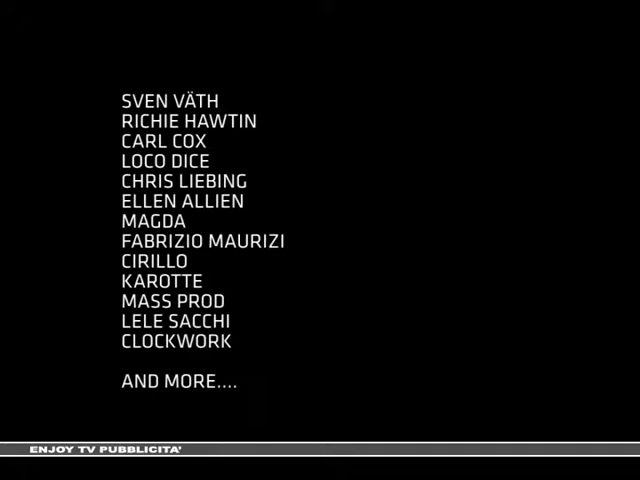 SVEN VÄTH
RICHIE HAWTIN
CARL COX
LOCO DICE
CHRIS LIEBING
ELLEN ALLIEN
MAGDA
FABRIZIO MAURIZI
CIRILLO
KAROTTE
MASS PROD
LELE SACCHI
CLOCKWORK
AND MORE....
ENJOY TV PUBBLICITA'